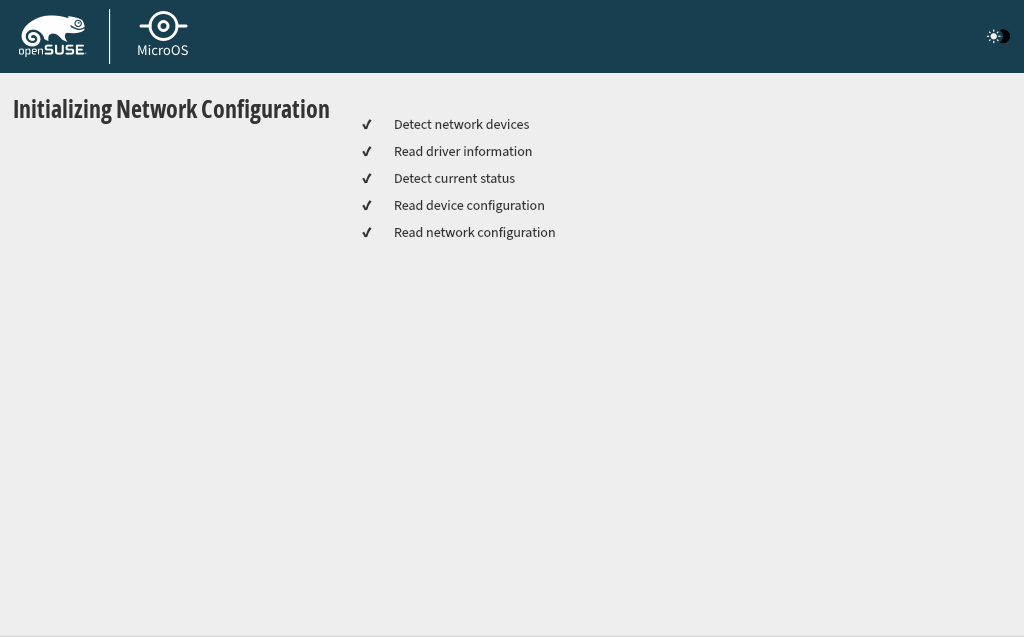 openSUSE
MicroOS
Initializing Network Configuration
✔ Detect network devices
✔ Read driver information
✔ Detect current status
✔ Read device configuration
✔ Read network configuration